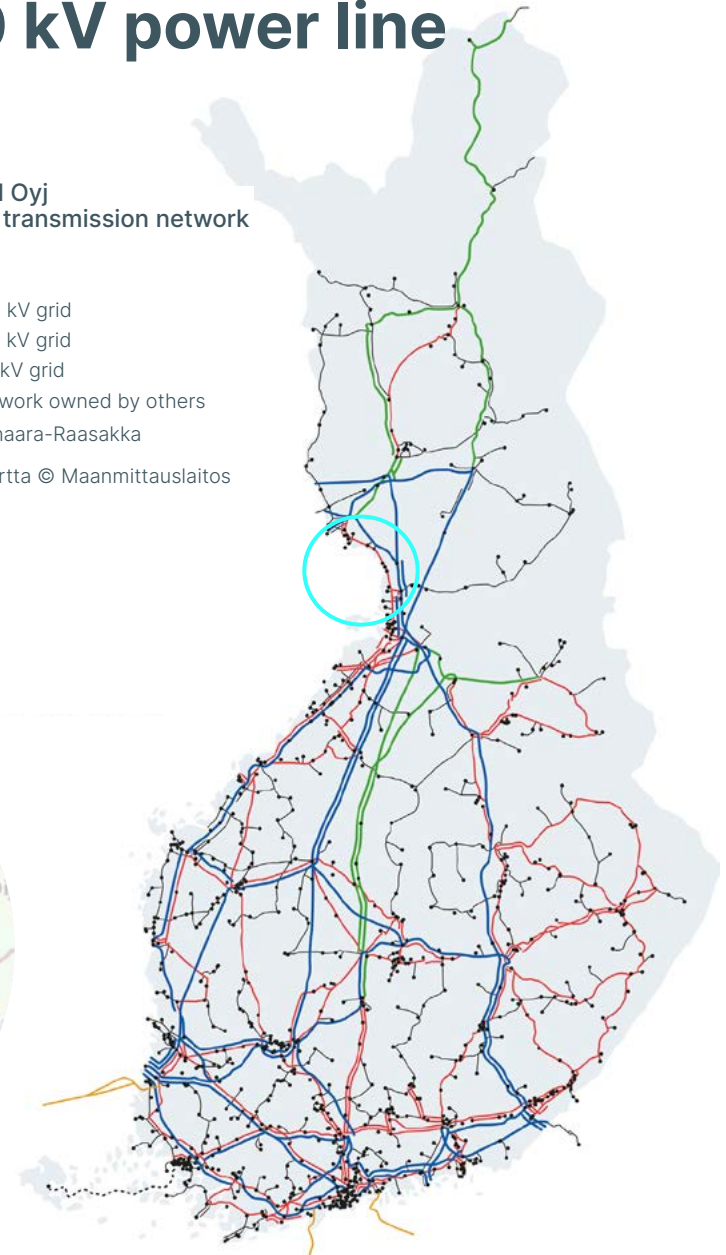 kV power line
Oyj
transmission network
kV grid
kV grid
kV grid
work owned by others
aara-Raasakka
rtta © Maanmittauslaitos